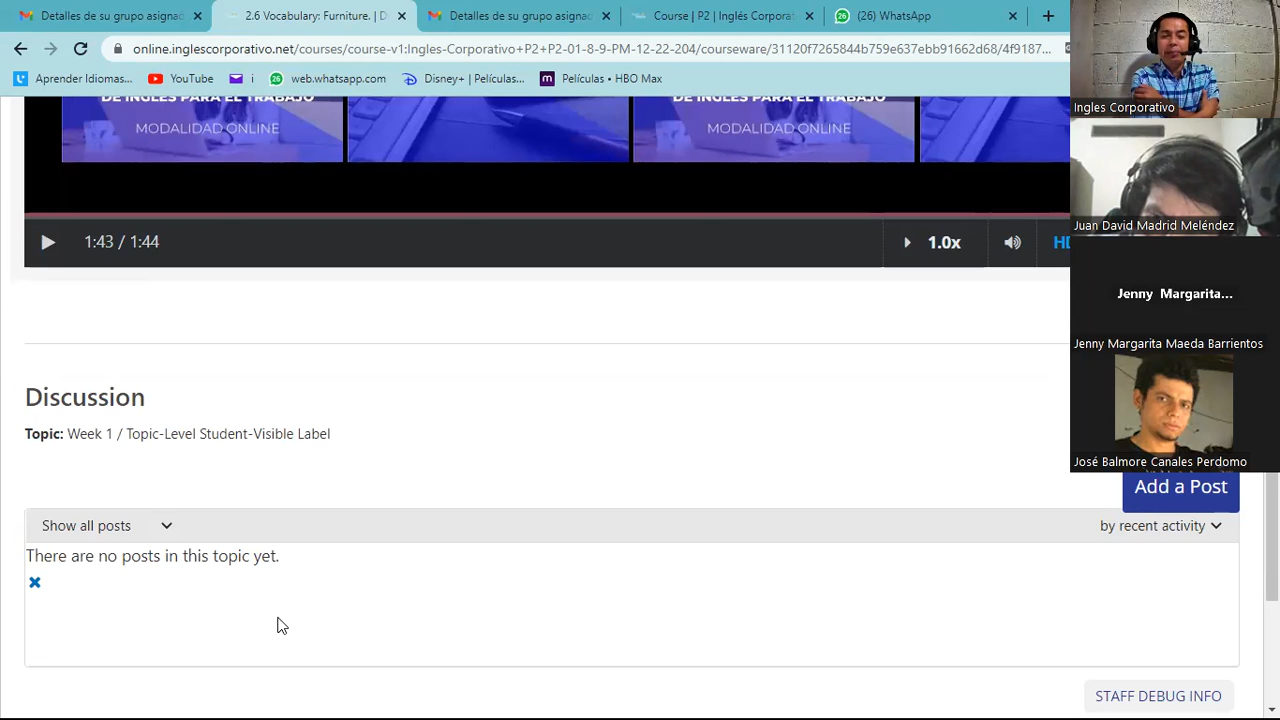 Detalles de su grupo asignad
2.6 Vocabulary: Furniture. | D
Detalles de su grupo asignad
Course | P2 | Inglés Corporat
(26) WhatsApp
online.inglescorporativo.net/courses/course-v1:Ingles-Corporativo+P2+P2-01-8-9-PM-12-22-204/courseware/31120f7265844b759e637ebb91662d68/4f9187...
Aprender Idiomas...
YouTube
i
web.whatsapp.com
Disney+ | Películas...
Películas • HBO Max
DE INGLÉS PARA EL TRABAJO
MODALIDAD ONLINE
DE INGLÉS PARA EL TRABAJO
MODALIDAD ONLINE
1:43 / 1:44
1.0x
HD
Ingles Corporativo
Juan David Madrid Meléndez
Jenny Margarita...
Jenny Margarita Maeda Barrientos
José Balmore Canales Perdomo
Discussion
Topic: Week 1 / Topic-Level Student-Visible Label
Add a Post
Show all posts
by recent activity
There are no posts in this topic yet.
STAFF DEBUG INFO